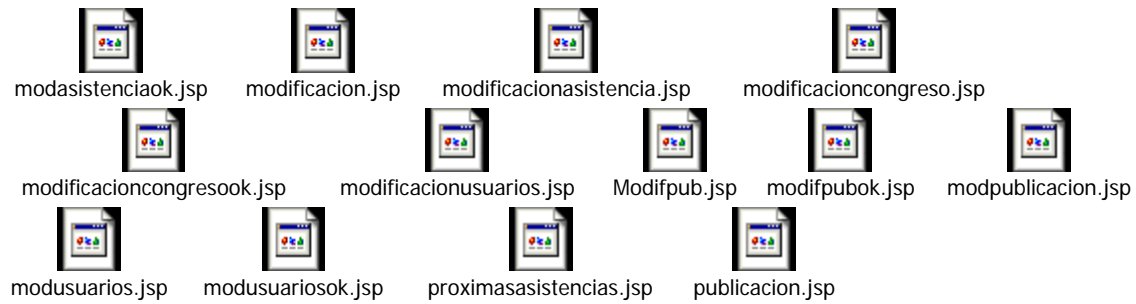 modasistenciaok.jsp modificacion.jsp modificacionasistencia.jsp modificacioncongreso.jsp
modificacioncongresook.jsp modificacionusuarios.jsp Modifpub.jsp modifpubok.jsp modpublicacion.jsp
modusuarios.jsp modusuariosok.jsp proximasasistencias.jsp publicacion.jsp